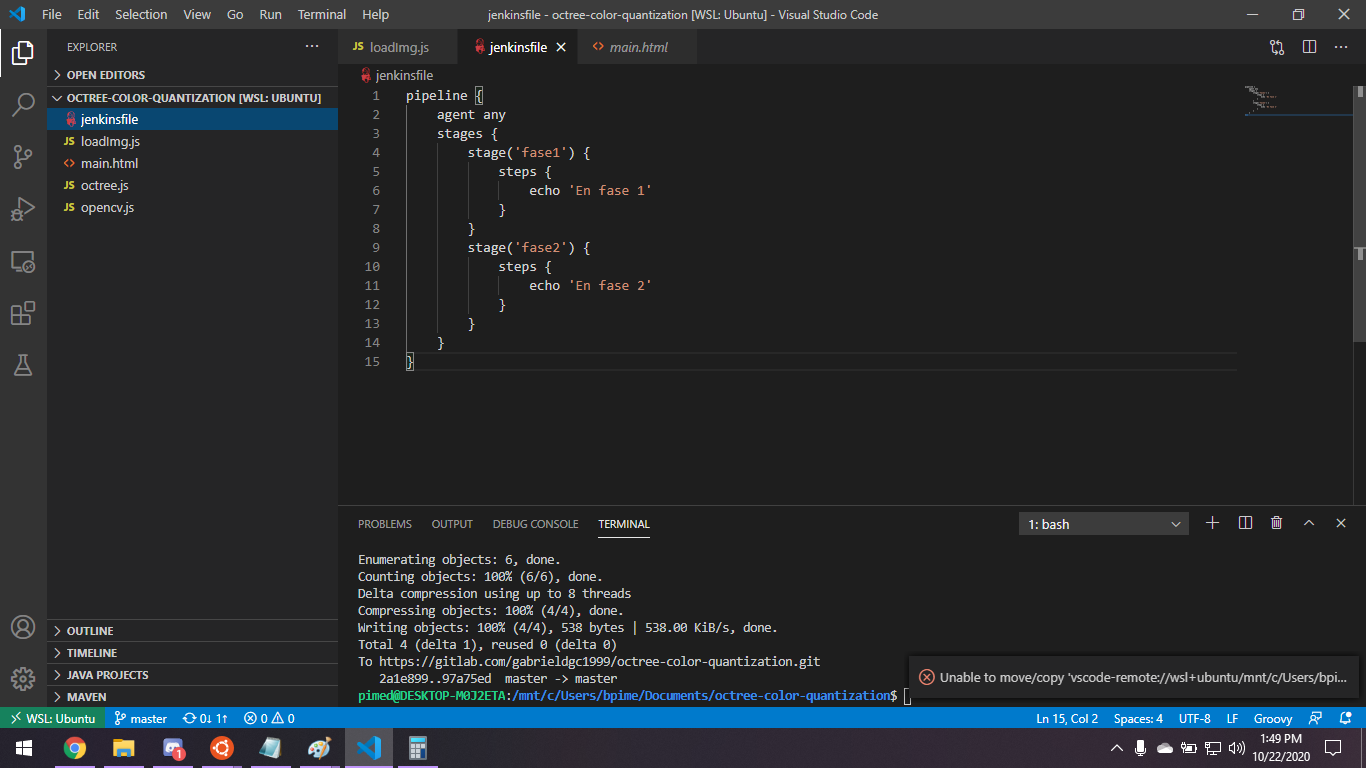 File Edit Selection View Go Run Terminal Help
jenkinsfile - octree-color-quantization [WSL: Ubuntu] - Visual Studio Code
EXPLORER
OPEN EDITORS
OCTREE-COLOR-QUANTIZATION [WSL: UBUNTU]
jenkinsfile
JS loadImg.js
<> main.html
JS octree.js
JS opencv.js
OUTLINE
TIMELINE
JAVA PROJECTS
MAVEN
JS loadImg.js
jenkinsfile
<> main.html
jenkinsfile
1 pipeline {
2 agent any
3 stages {
4 stage('fase1') {
5 steps {
6 echo 'En fase 1'
7 }
8 }
9 stage('fase2') {
10 steps {
11 echo 'En fase 2'
12 }
13 }
14 }
15 }
PROBLEMS OUTPUT DEBUG CONSOLE TERMINAL
1: bash
Enumerating objects: 6, done.
Counting objects: 100% (6/6), done.
Delta compression using up to 8 threads
Compressing objects: 100% (4/4), done.
Writing objects: 100% (4/4), 538 bytes | 538.00 KiB/s, done.
Total 4 (delta 1), reused 0 (delta 0)
To https://gitlab.com/gabrieldgc1999/octree-color-quantization.git
2a1e899..97a75ed master -> master
pimed@DESKTOP-M0J2ETA:/mnt/c/Users/bpime/Documents/octree-color-quantization$
Unable to move/copy 'vscode-remote://wsl+ubuntu/mnt/c/Users/bpi...
WSL: Ubuntu master 0↓ 1↑ 0 0
Ln 15, Col 2 Spaces: 4 UTF-8 LF Groovy
1
1:49 PM
10/22/2020